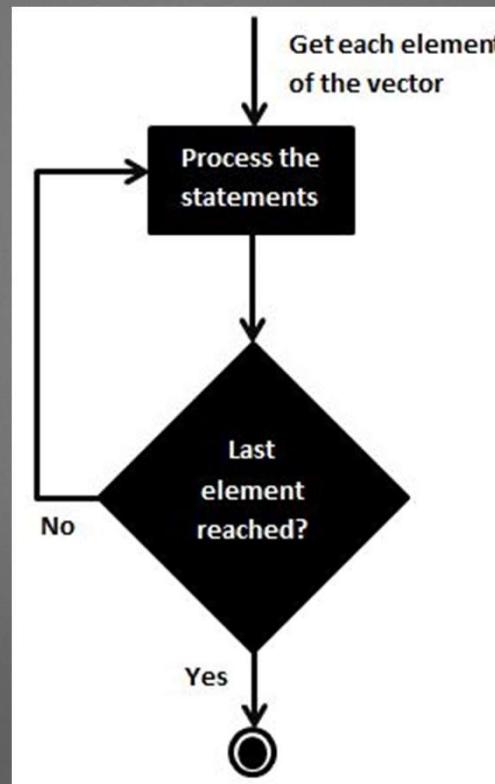 Get each element
of the vector
Process the
statements
Last
element
reached?
No
Yes